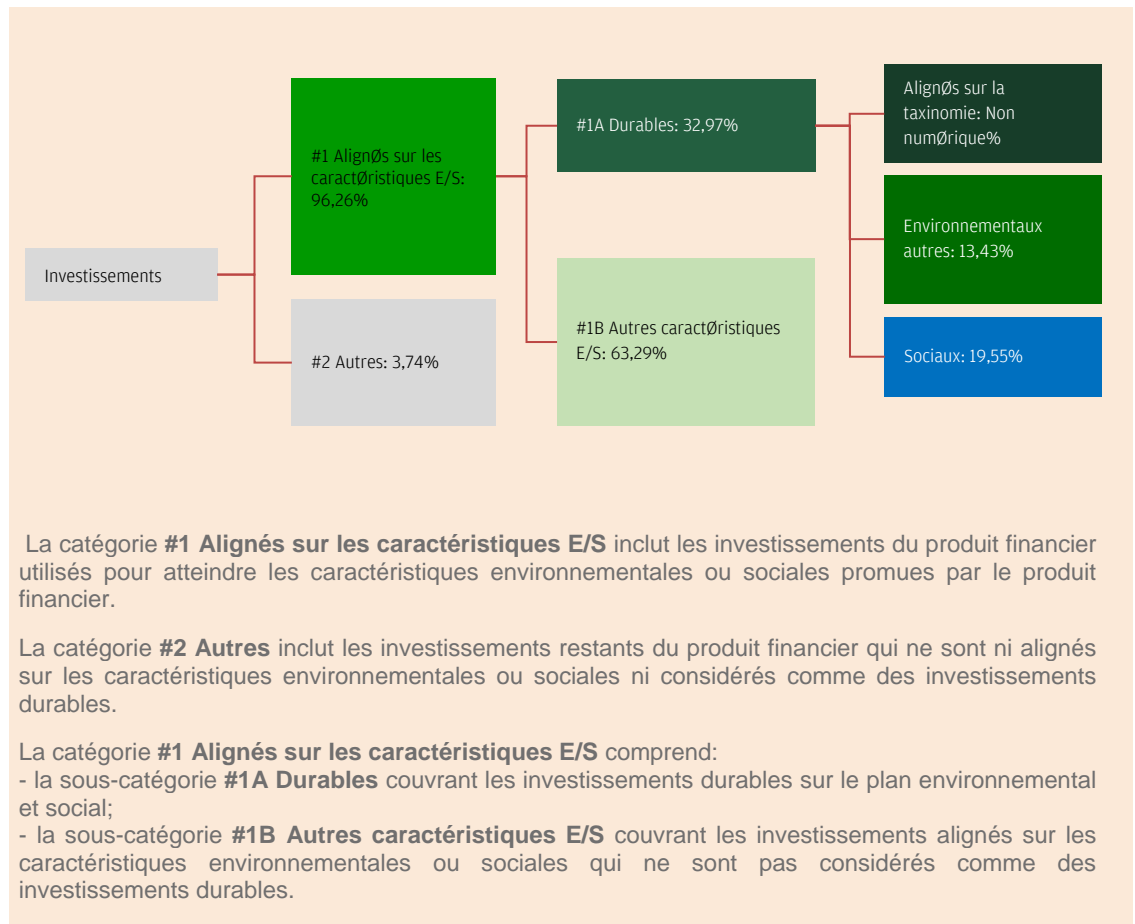 Investissements
#1 AlignØs sur les
caractØristiques E/S:
96,26%
#2 Autres: 3,74%
#1A Durables: 32,97%
#1B Autres caractØristiques
E/S: 63,29%
AlignØs sur la
taxinomie: Non
numØrique%
Environnementaux
autres: 13,43%
Sociaux: 19,55%
La catégorie #1 Alignés sur les caractéristiques E/S inclut les investissements du produit financier
utilisés pour atteindre les caractéristiques environnementales ou sociales promues par le produit
financier.
La catégorie #2 Autres inclut les investissements restants du produit financier qui ne sont ni alignés
sur les caractéristiques environnementales ou sociales ni considérés comme des investissements
durables.
La catégorie #1 Alignés sur les caractéristiques E/S comprend:
- la sous-catégorie #1A Durables couvrant les investissements durables sur le plan environnemental
et social;
- la sous-catégorie #1B Autres caractéristiques E/S couvrant les investissements alignés sur les
caractéristiques environnementales ou sociales qui ne sont pas considérés comme des
investissements durables.